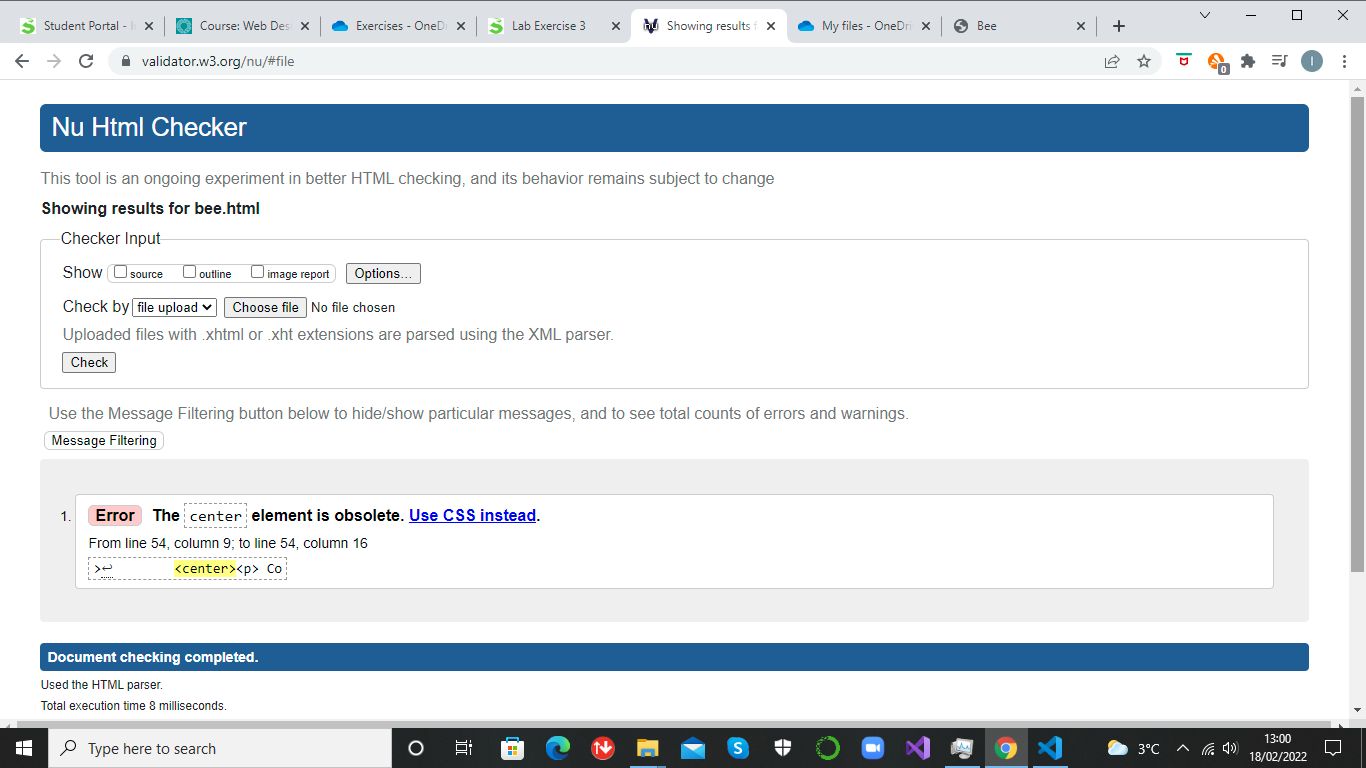 Student Portal - I
Course: Web Des
Exercises - OneD
Lab Exercise 3
Showing results f
My files - OneDri
Bee
validator.w3.org/nu/#file
0
I
Nu Html Checker
This tool is an ongoing experiment in better HTML checking, and its behavior remains subject to change
Showing results for bee.html
Checker Input
Show source outline image report Options...
Check by file upload Choose file No file chosen
Uploaded files with .xhtml or .xht extensions are parsed using the XML parser.
Check
Use the Message Filtering button below to hide/show particular messages, and to see total counts of errors and warnings.
Message Filtering
1. Error The center element is obsolete. Use CSS instead.
From line 54, column 9; to line 54, column 16
>↩ <center><p> Co
Document checking completed.
Used the HTML parser.
Total execution time 8 milliseconds.
Type here to search
3°C
13:00
18/02/2022